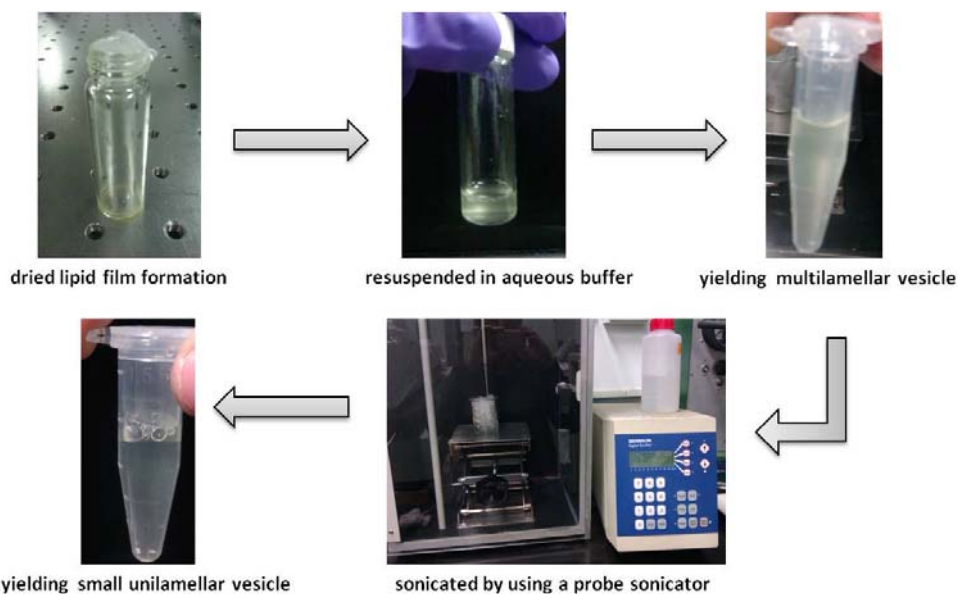 dried lipid film formation
resuspended in aqueous buffer
yielding multilamellar vesicle
yielding small unilamellar vesicle
sonicated by using a probe sonicator